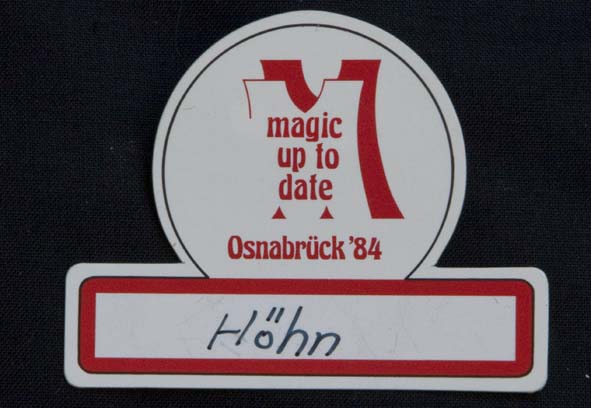 magic
up to
date
Osnabrück '84
Höhn